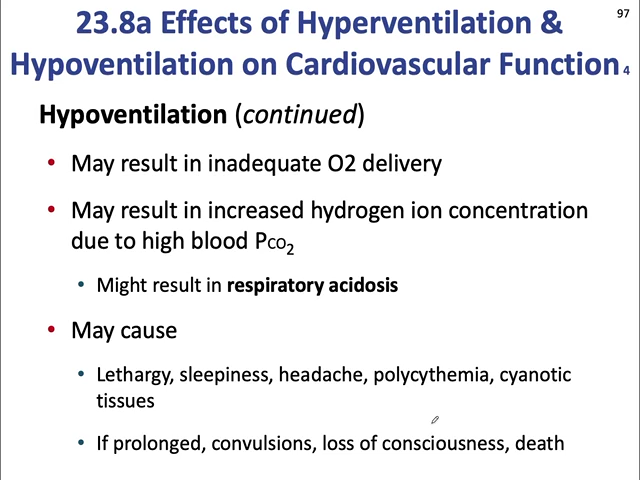 97
23.8a Effects of Hyperventilation &
Hypoventilation on Cardiovascular Function 4
Hypoventilation (continued)
• May result in inadequate O2 delivery
• May result in increased hydrogen ion concentration
due to high blood PCO2
• Might result in respiratory acidosis
• May cause
• Lethargy, sleepiness, headache, polycythemia, cyanotic
tissues
• If prolonged, convulsions, loss of consciousness, death